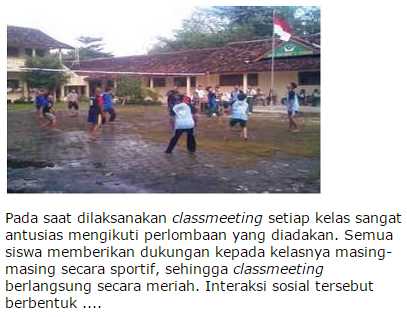 Pada saat dilaksanakan classmeeting setiap kelas sangat
antusias mengikuti perlombaan yang diadakan. Semua
siswa memberikan dukungan kepada kelasnya masing-
masing secara sportif, sehingga classmeeting
berlangsung secara meriah. Interaksi sosial tersebut
berbentuk ....